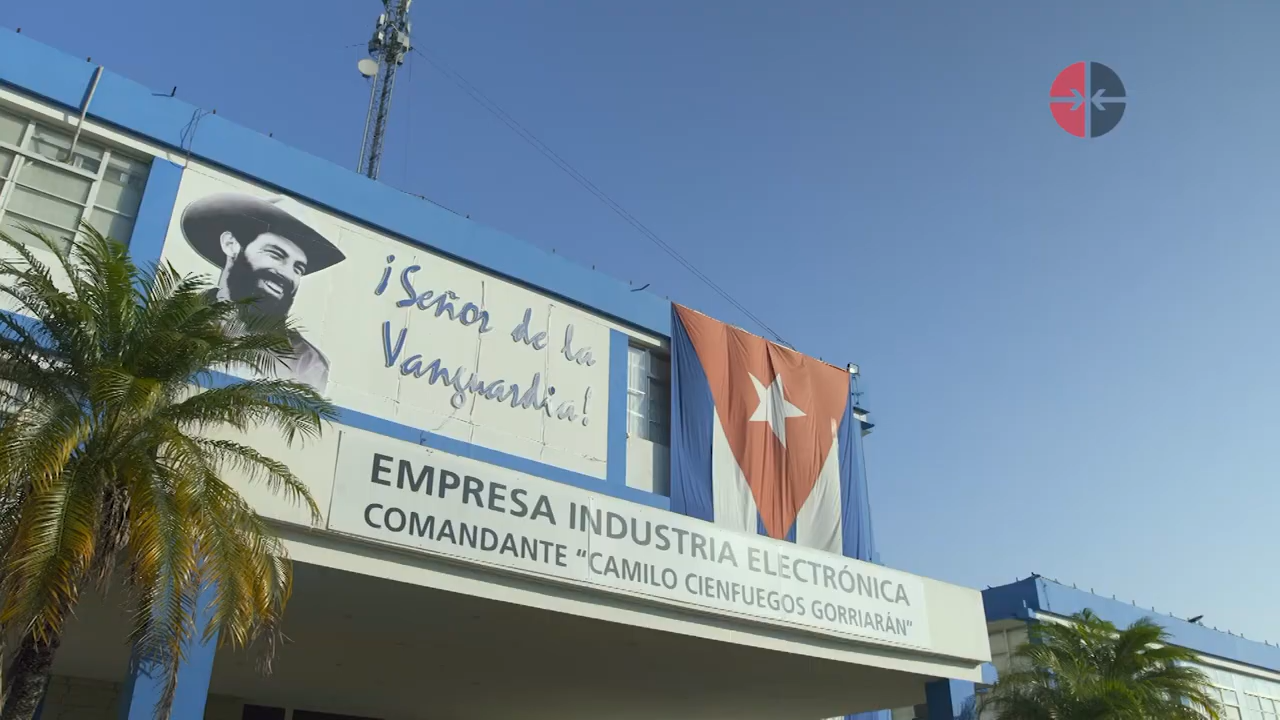 ¡Señor de la
Vanguardia!
EMPRESA INDUSTRIA ELECTRÓNICA
COMANDANTE “CAMILO CIENFUEGOS GORRIARÁN”